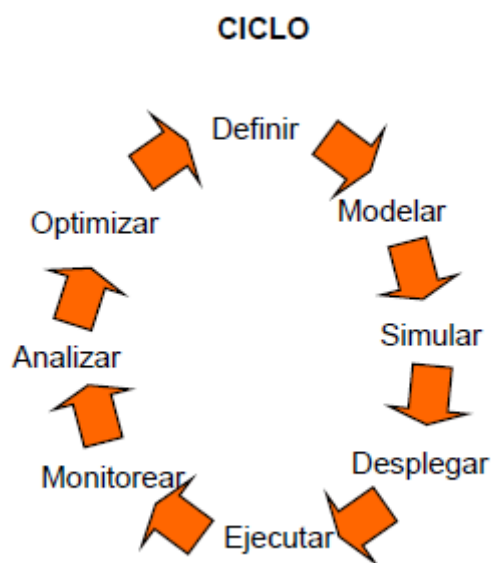 CICLO
Definir
Modelar
Simular
Desplegar
Ejecutar
Monitorear
Analizar
Optimizar